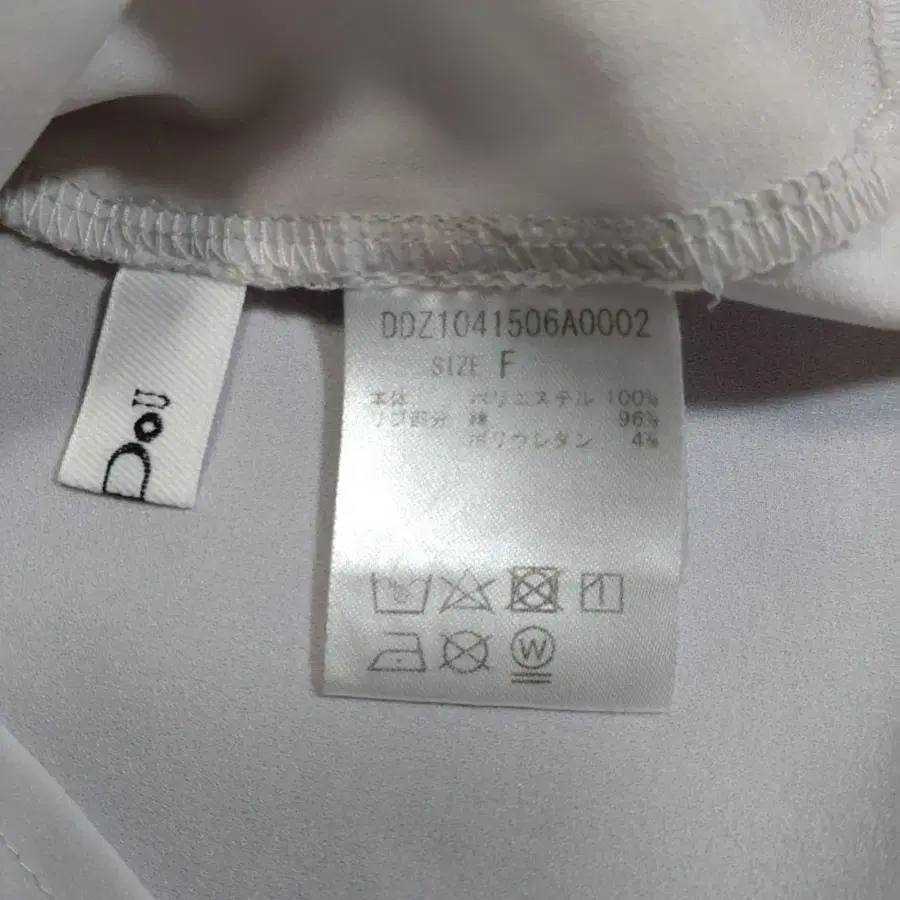 DoU
DDZ1041506A0002
SIZE F
本体 ポリエステル 100%
リブ部分 綿 96%
ポリウレタン 4%
W